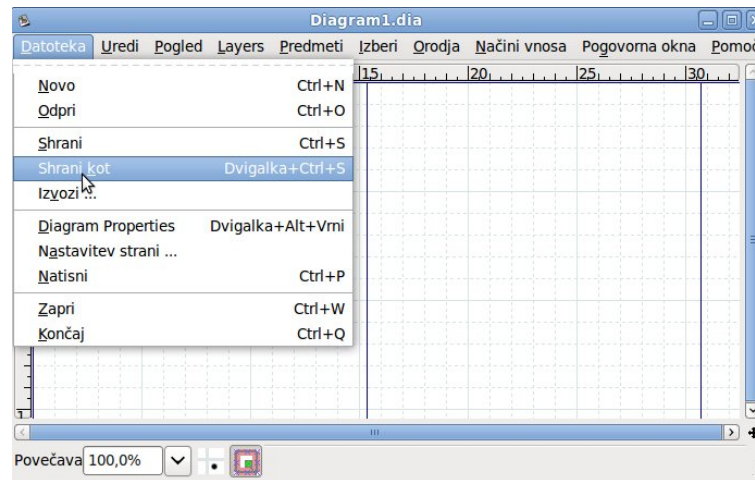 Diagram1.dia
Datoteka Uredi Pogled Layers Predmeti Izberi Orodja Načini vnosa Pogovorna okna Pomoč
15 20 25 30
Novo Ctrl+N
Odpri Ctrl+O
Shrani Ctrl+S
Shrani kot Dvigalka+Ctrl+S
Izvozi ...
Diagram Properties Dvigalka+Alt+Vrni
Nastavitev strani ...
Natisni Ctrl+P
Zapri Ctrl+W
Končaj Ctrl+Q
Povečava 100,0%